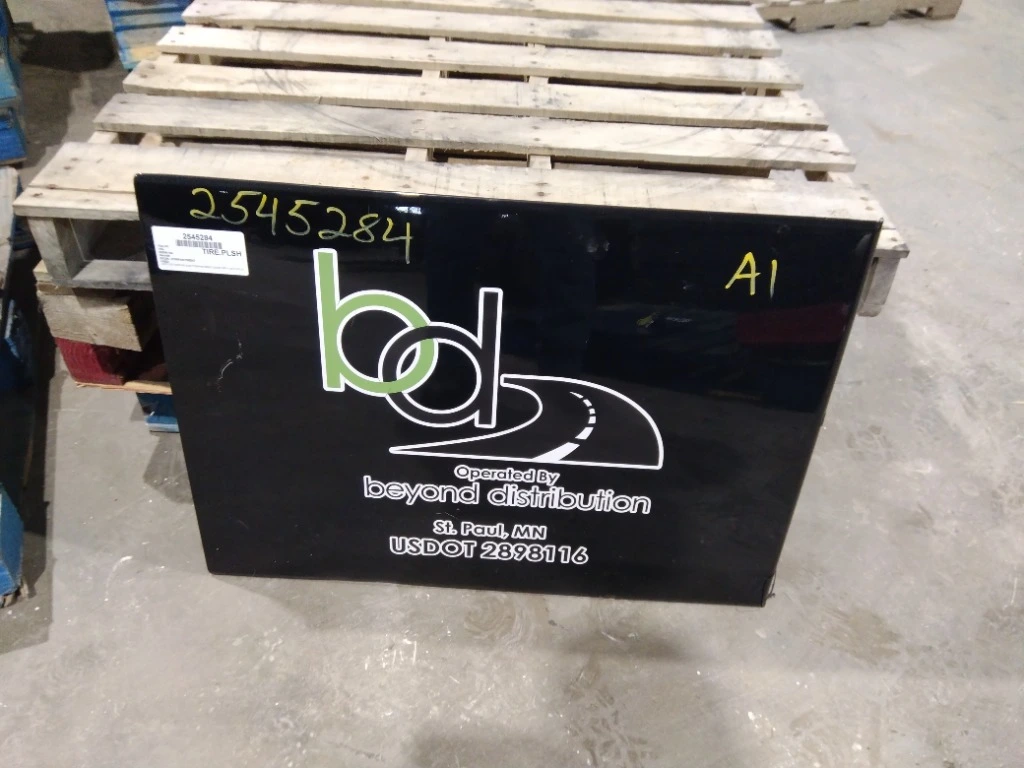 2545284
2545284
TIRE,PLSH
A1
bd
Operated By
beyond distribution
St. Paul, MN
USDOT 2898116